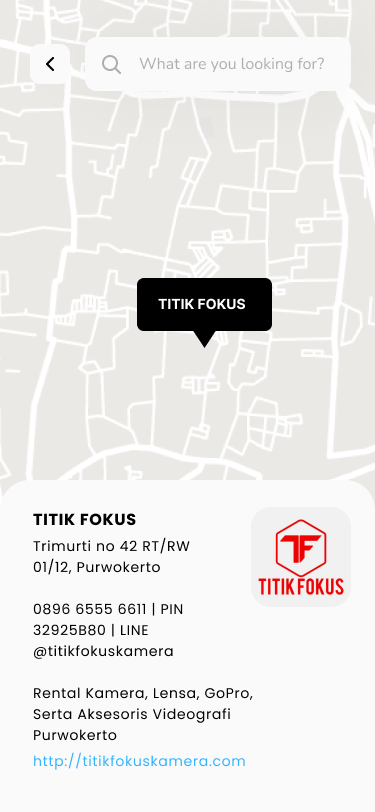 What are you looking for?
TITIK FOKUS
TITIK FOKUS
Trimurti no 42 RT/RW
01/12, Purwokerto
0896 6555 6611 | PIN
32925B80 | LINE
@titikfokuskamera
Rental Kamera, Lensa, GoPro,
Serta Aksesoris Videografi
Purwokerto
http://titikfokuskamera.com
TF
TITIK FOKUS